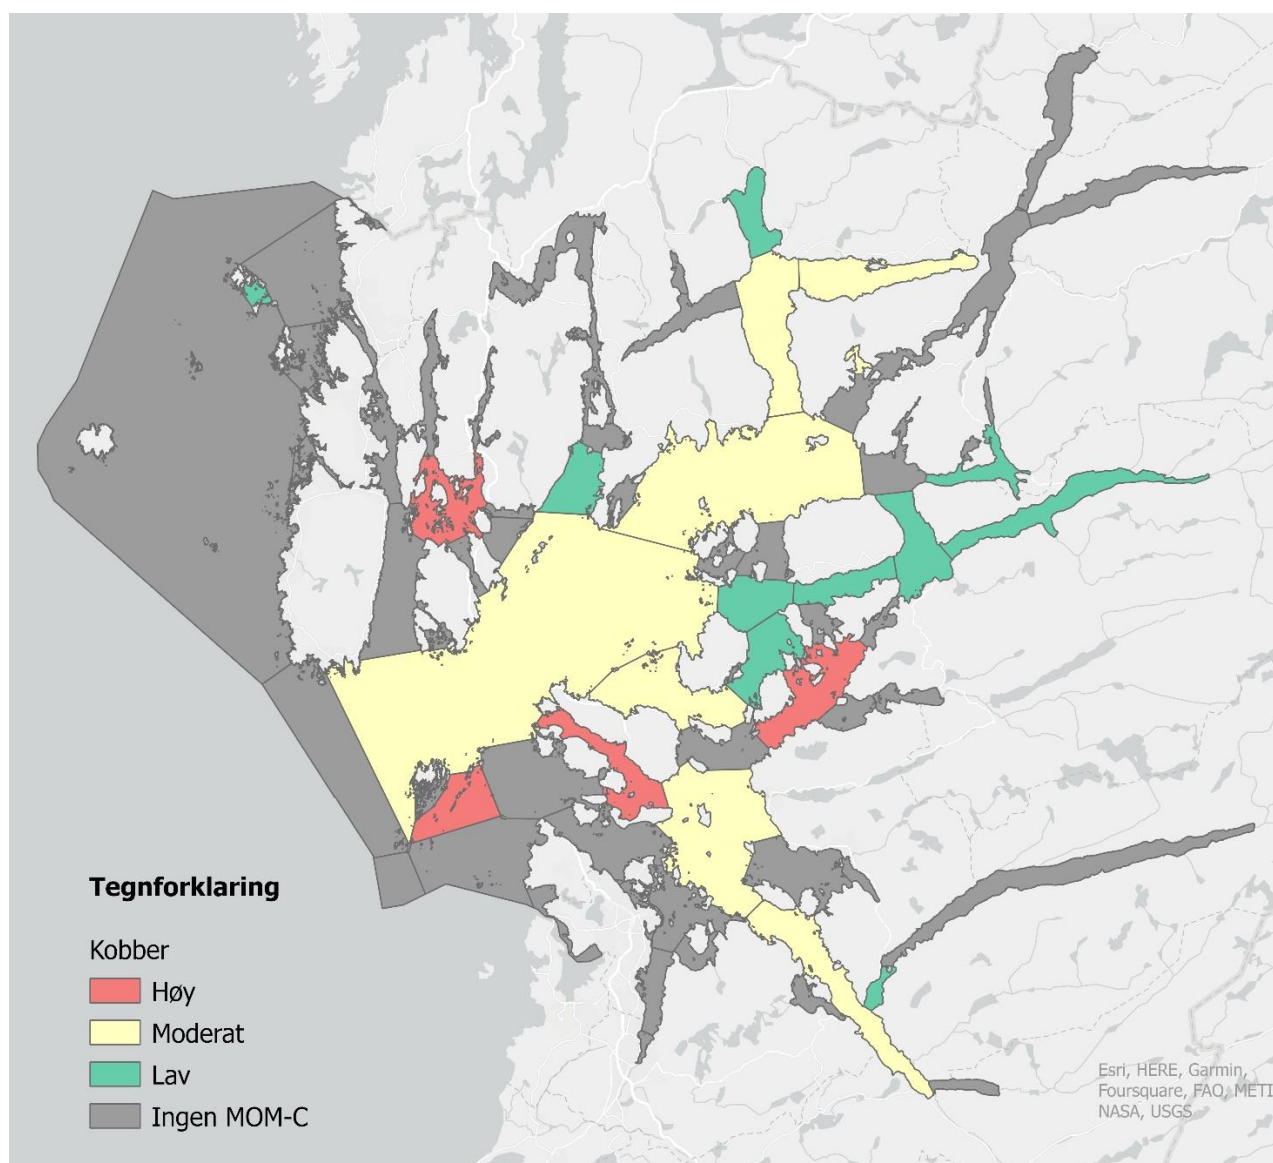 Tegnforklaring
Kobber
Høy
Moderat
Lav
Ingen MOM-C
Esri, HERE, Garmin,
Foursquare, FAO, METI
NASA, USGS